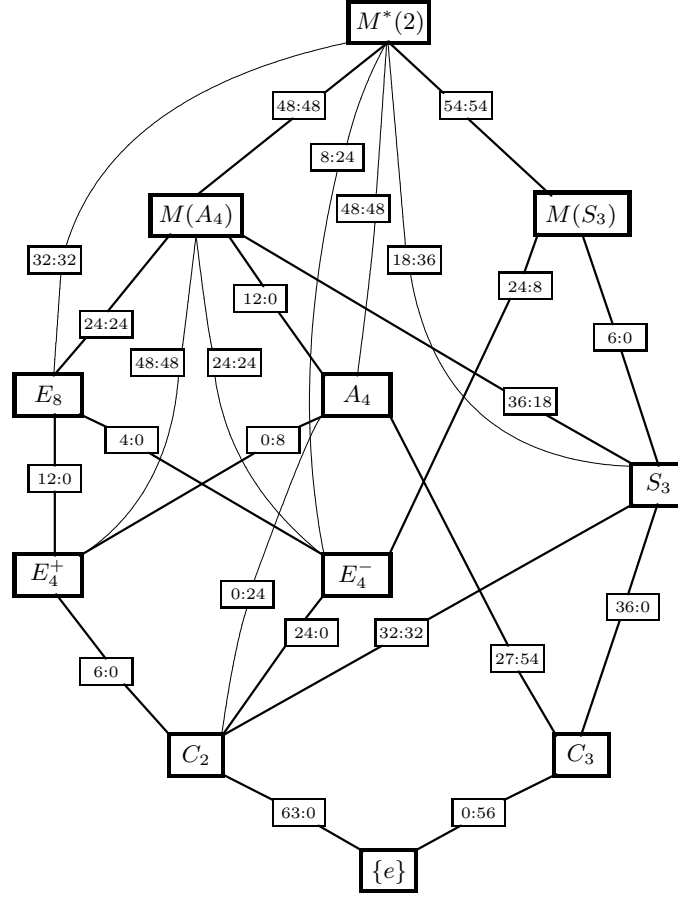 M*(2)
48:48
54:54
8:24
48:48
M(A₄)
M(S₃)
32:32
18:36
24:8
12:0
24:24
6:0
48:48
24:24
E₈
A₄
36:18
4:0
0:8
12:0
S₃
E₄⁺
E₄⁻
0:24
36:0
24:0
32:32
27:54
6:0
C₂
C₃
63:0
0:56
{e}